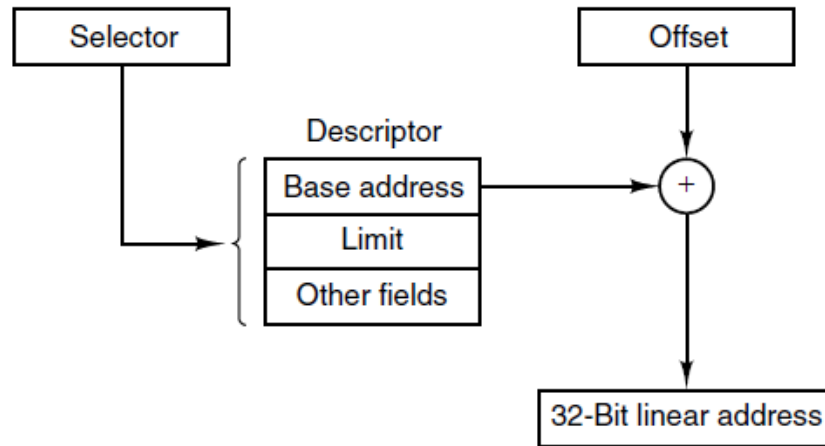 Selector
Offset
Descriptor
Base address
+
Limit
Other fields
32-Bit linear address